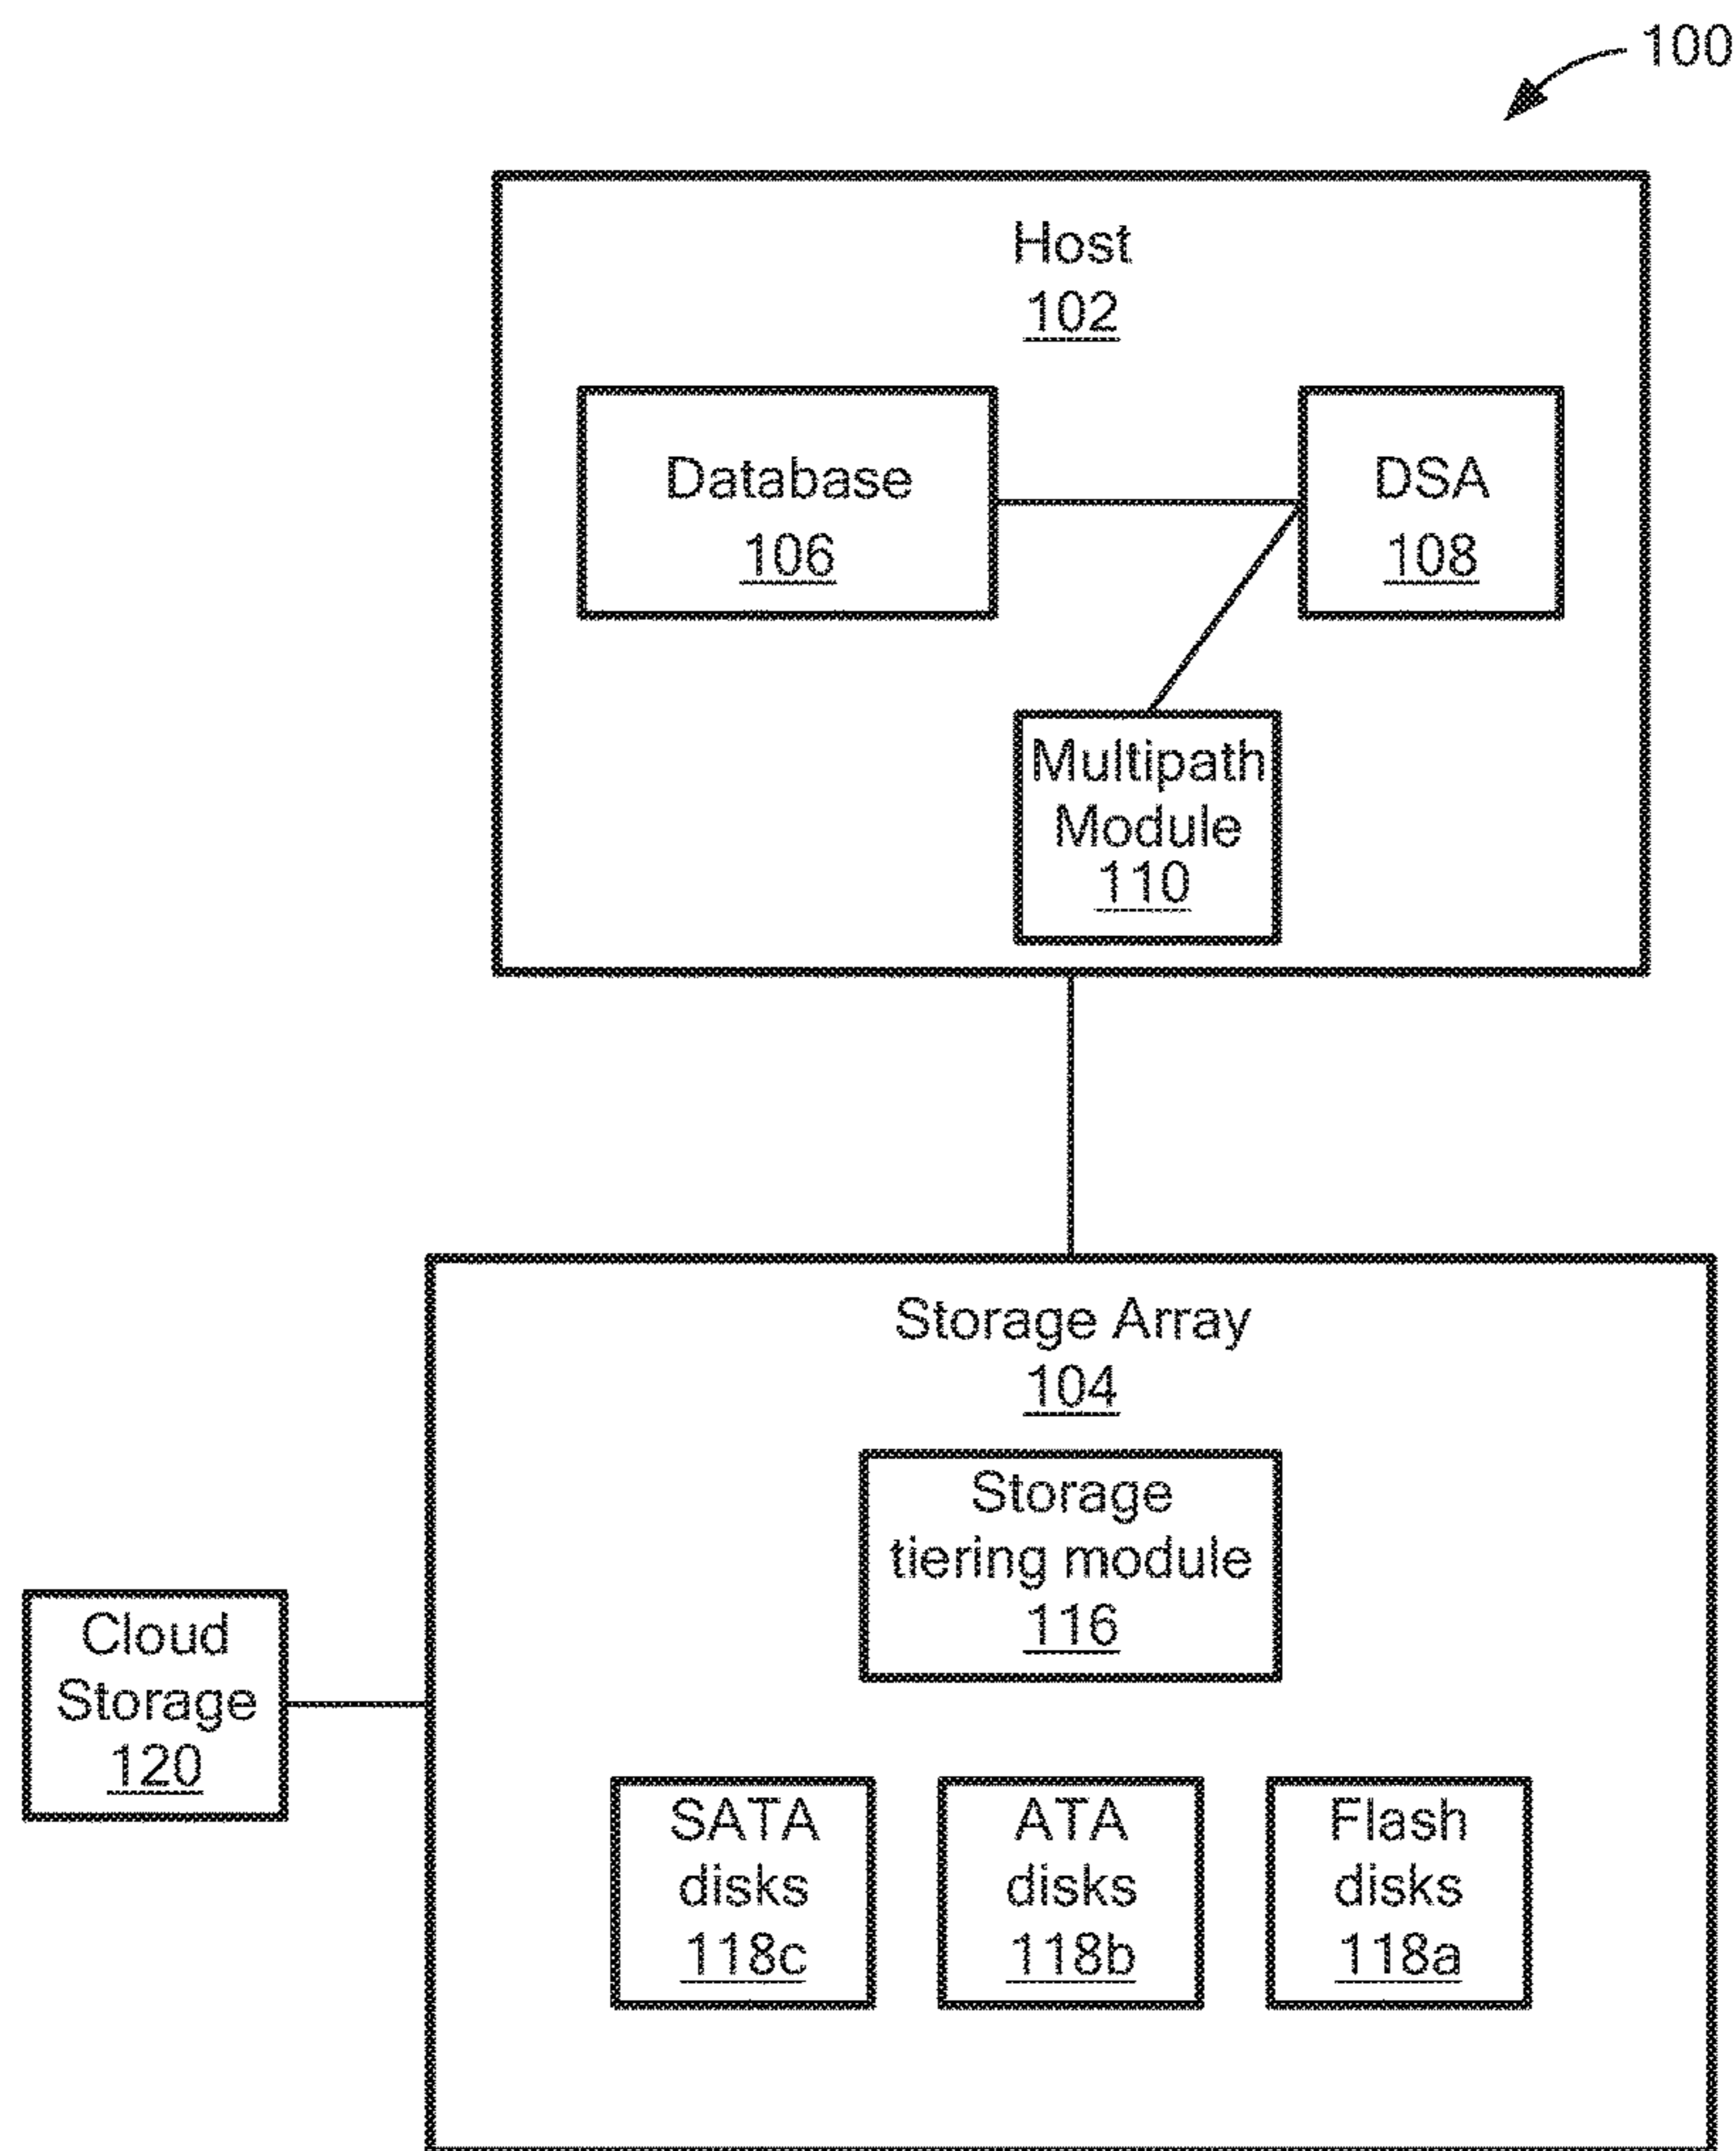 100
Host
102
Database
106
DSA
108
Multipath
Module
110
Storage Array
104
Storage
tiering module
116
Cloud
Storage
120
SATA
disks
118c
ATA
disks
118b
Flash
disks
118a